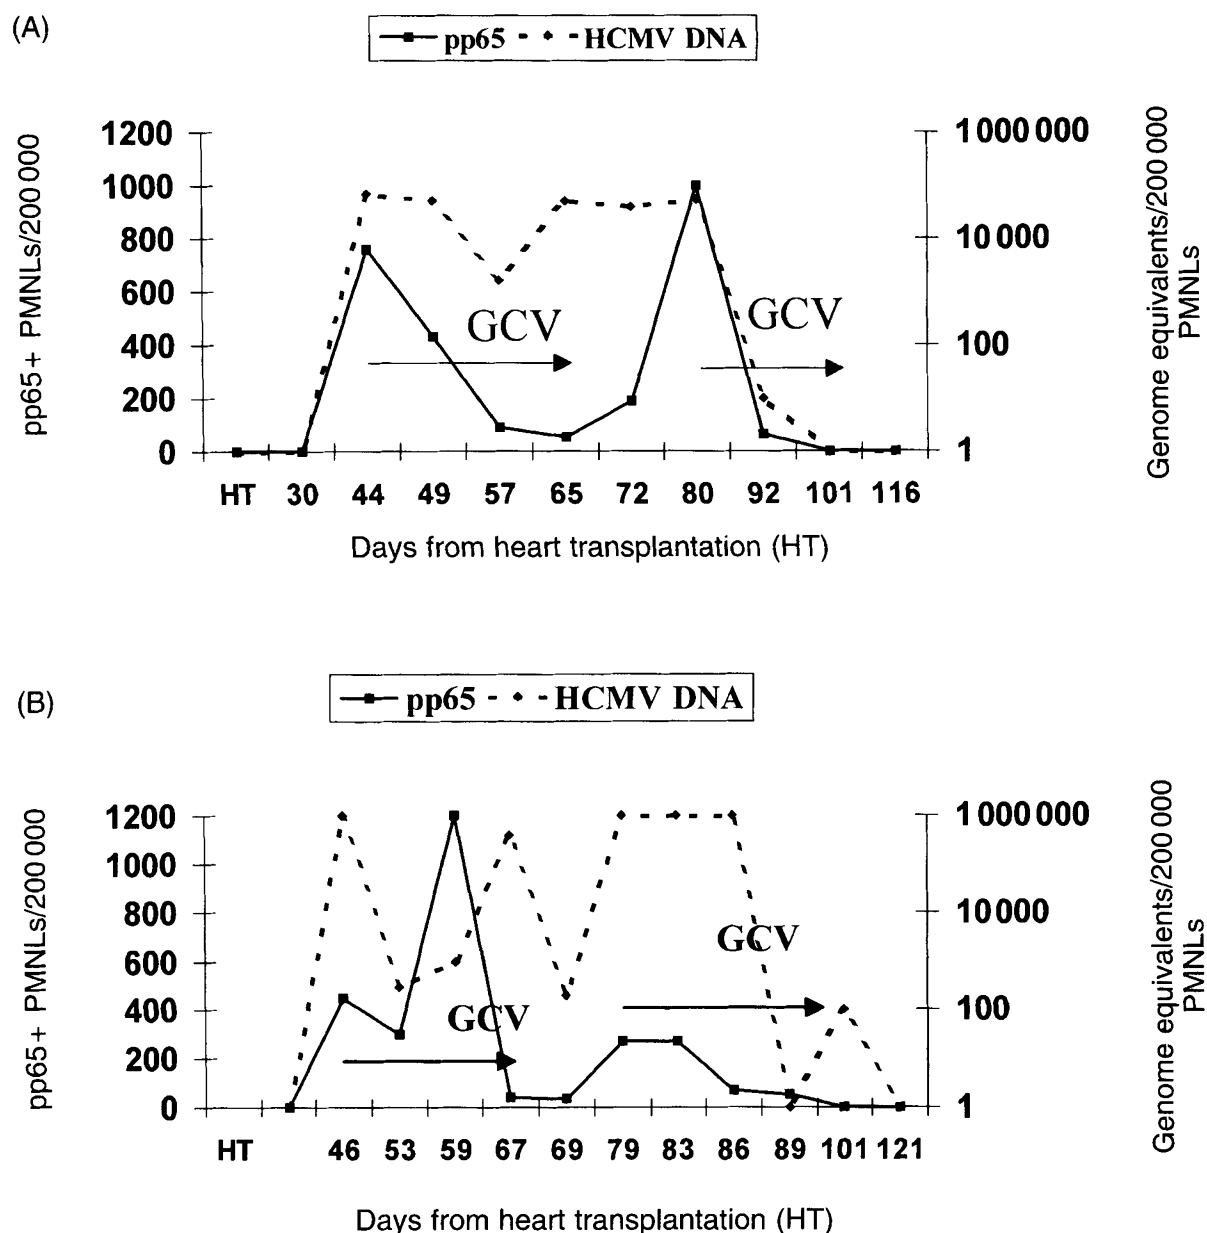 (A)
pp65 HCMV DNA
1200
1000
800
600
400
200
0
pp65+ PMNLs/200 000
1 000 000
10 000
100
1
Genome equivalents/200 000
PMNLs
GCV
GCV
HT 30 44 49 57 65 72 80 92 101 116
Days from heart transplantation (HT)
(B)
pp65 HCMV DNA
1200
1000
800
600
400
200
0
pp65+ PMNLs/200 000
1 000 000
10 000
100
1
Genome equivalents/200 000
PMNLs
GCV
GCV
HT 46 53 59 67 69 79 83 86 89 101 121
Days from heart transplantation (HT)